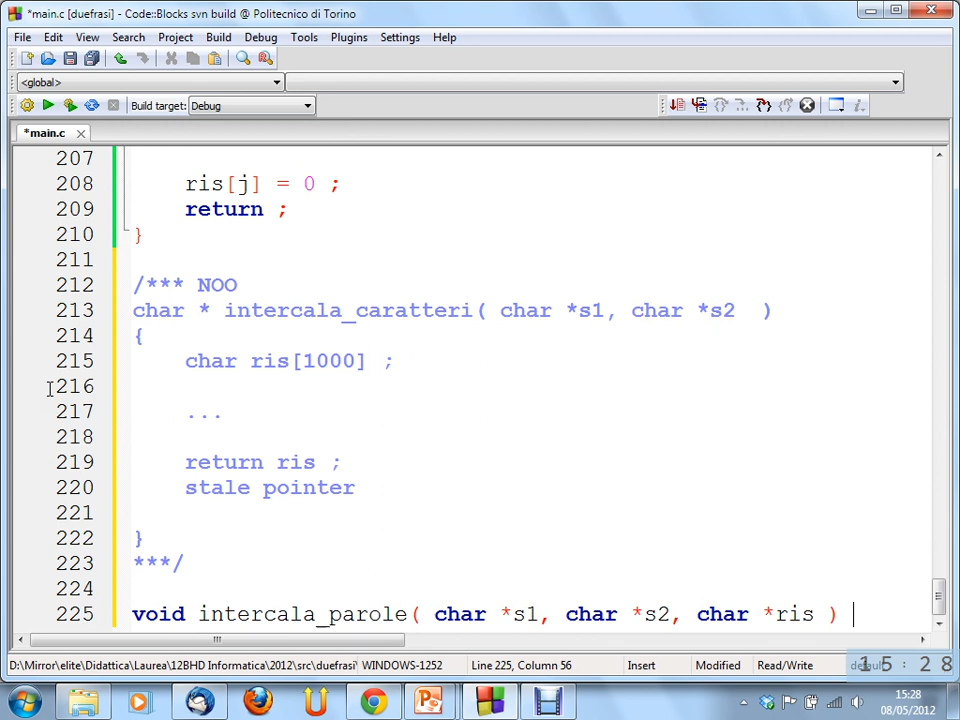 *main.c [duefrasi] - Code::Blocks svn build @ Politecnico di Torino
File Edit View Search Project Build Debug Tools Plugins Settings Help
<global>
Build target: Debug
*main.c
207
208 ris[j] = 0 ;
209 return ;
210 }
211
212 /*** NOO
213 char * intercala_caratteri( char *s1, char *s2 )
214 {
215 char ris[1000] ;
216
217 ...
218
219 return ris ;
220 stale pointer
221
222 }
223 ***/
224
225 void intercala_parole( char *s1, char *s2, char *ris )
D:\Mirror\elite\Didattica\Laurea\12BHD Informatica\2012\src\duefrasi WINDOWS-1252 Line 225, Column 56 Insert Modified Read/Write
15:28
15:28
08/05/2012